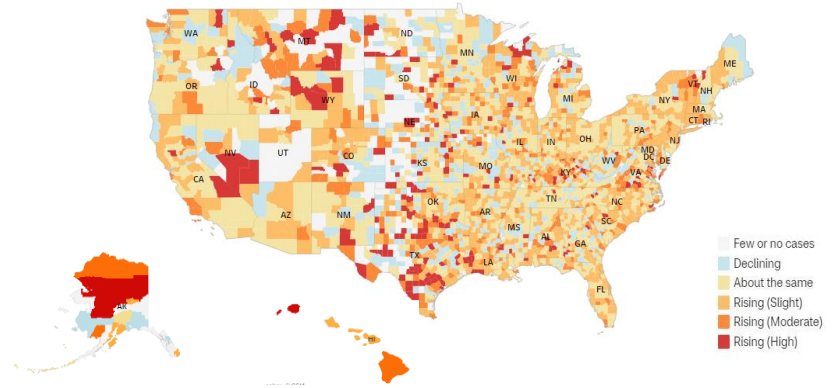 WA
MT
ND
MN
ME
OR
ID
SD
WI
VT
NH
WY
MI
NY
MA
CT RI
NE
IA
PA
NJ
NV
UT
CO
IL
IN
OH
MD
DC
DE
KS
MO
WV
VA
CA
KY
AZ
NM
OK
AR
TN
NC
SC
TX
MS
AL
GA
LA
FL
AK
HI
Few or no cases
Declining
About the same
Rising (Slight)
Rising (Moderate)
Rising (High)